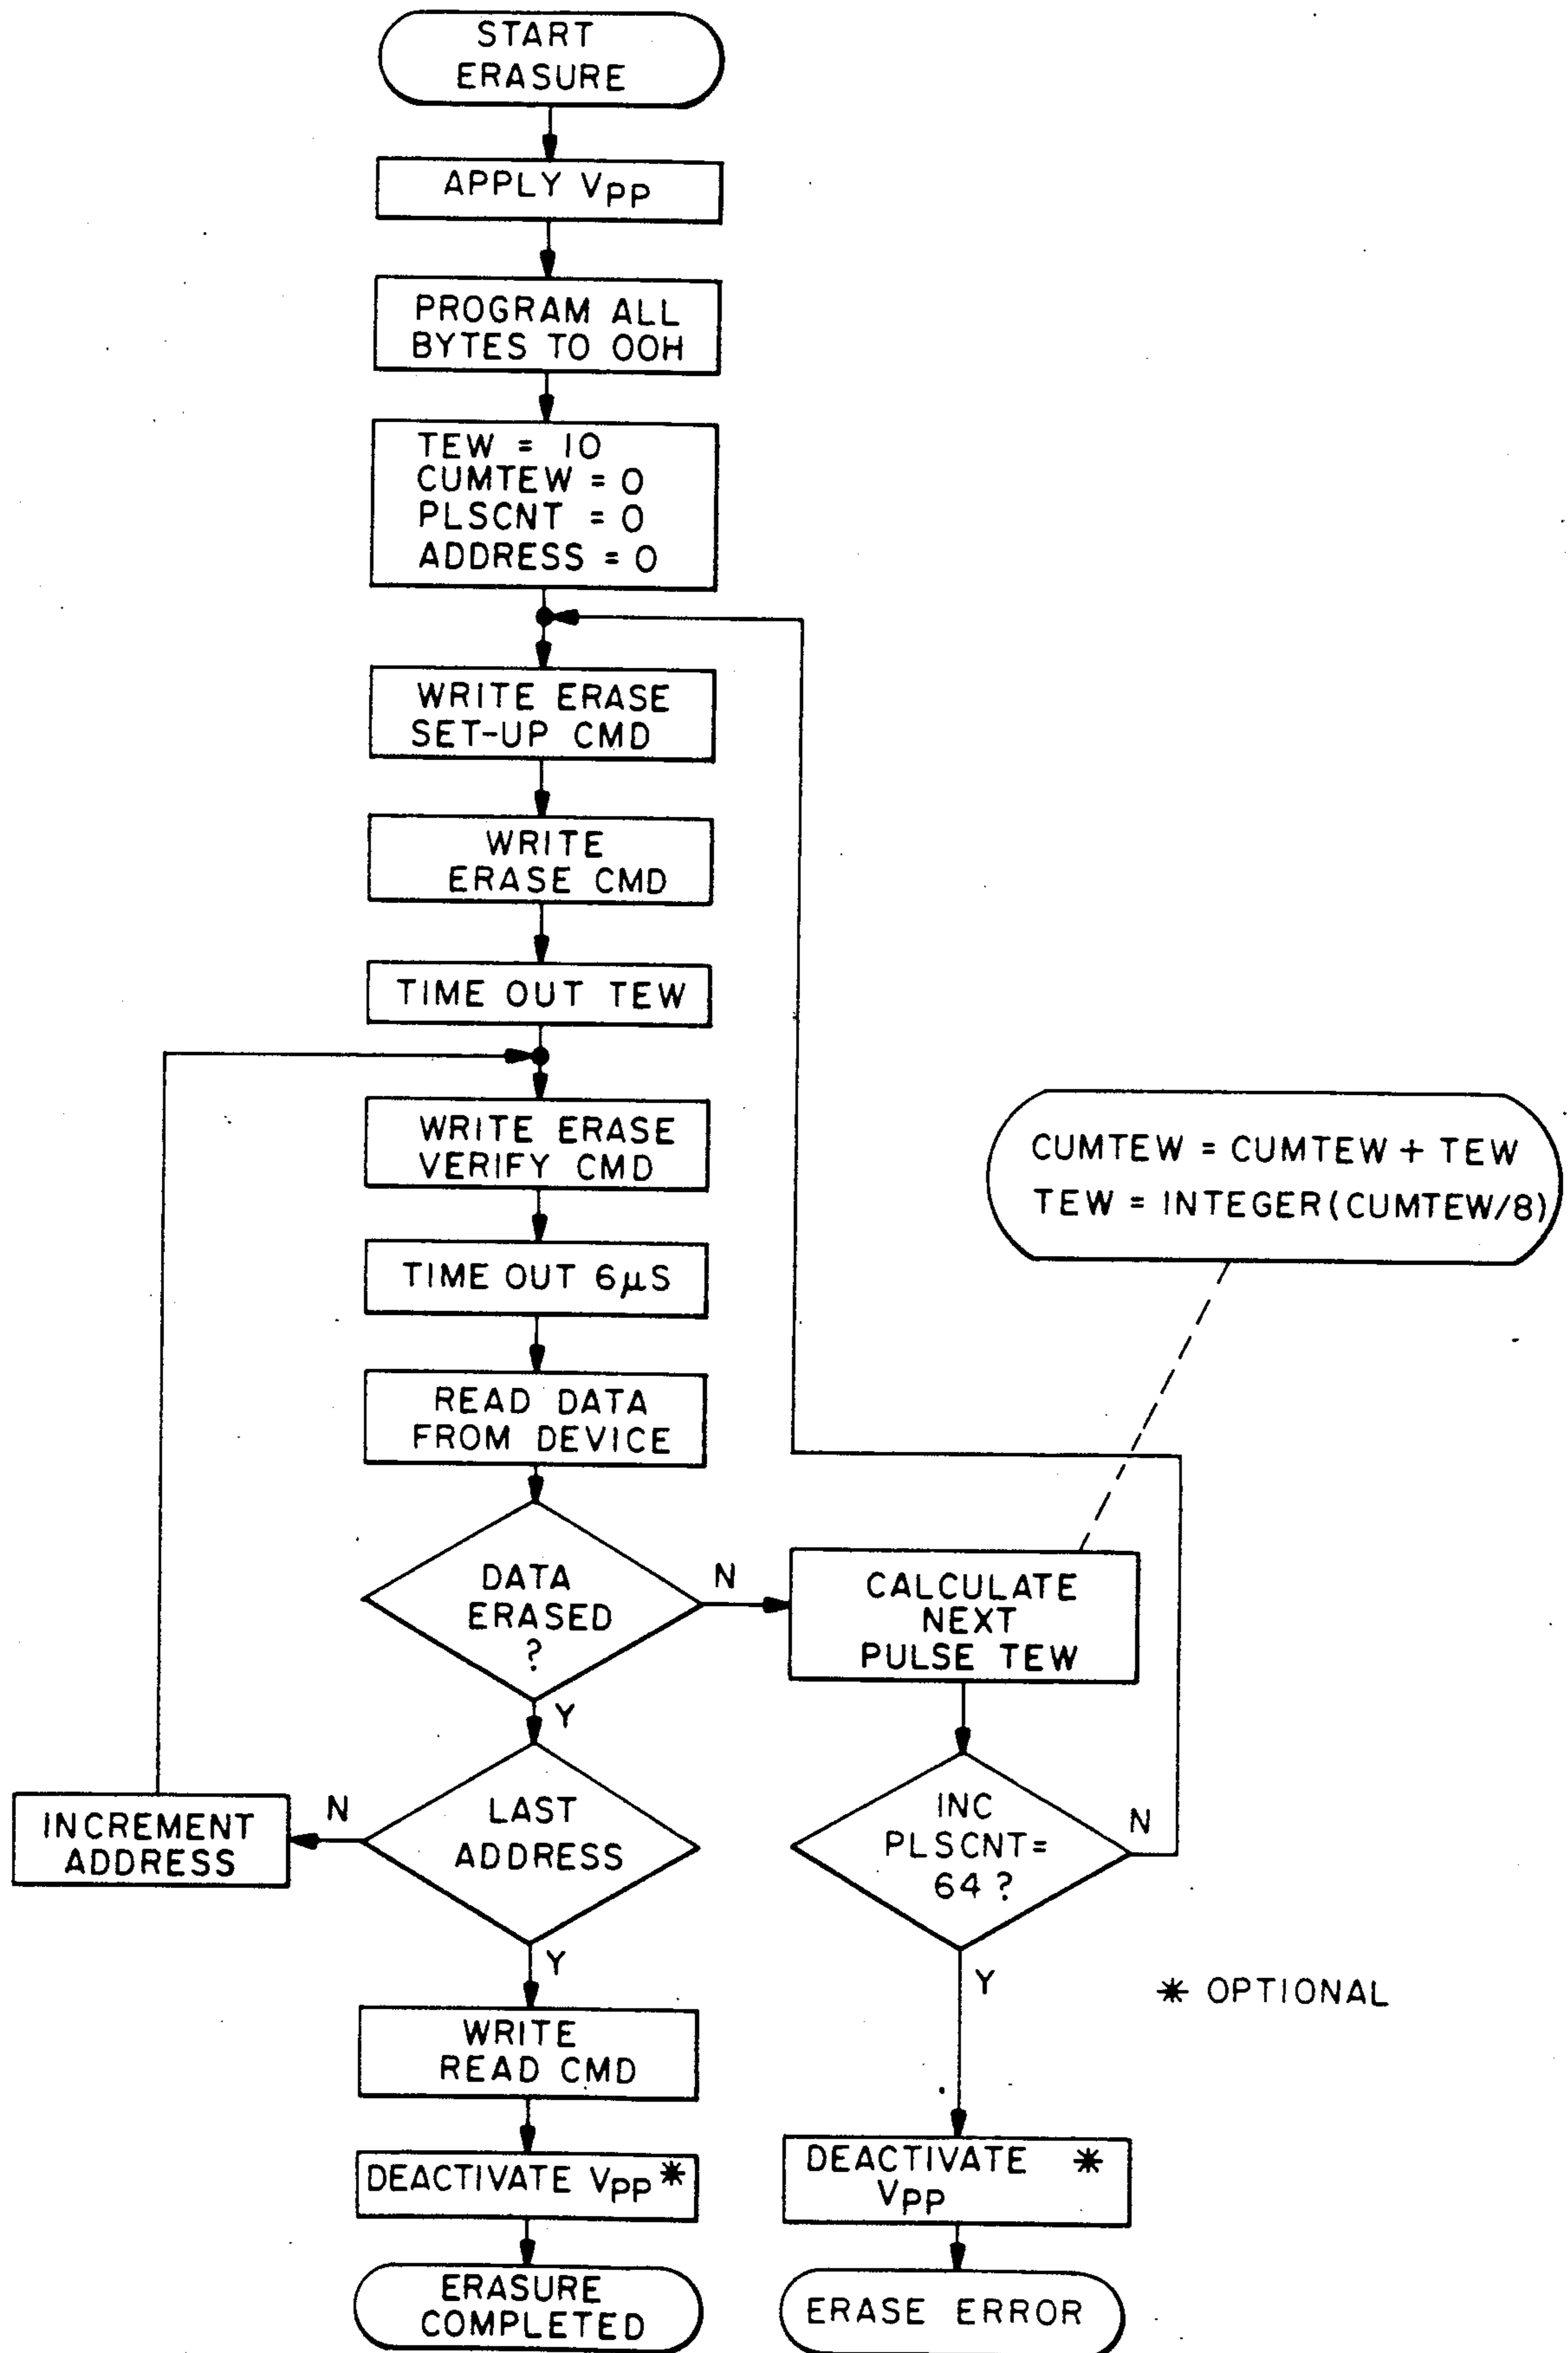 START
ERASURE
APPLY VPP
PROGRAM ALL
BYTES TO OOH
TEW = 10
CUMTEW = 0
PLSCNT = 0
ADDRESS = 0
WRITE ERASE
SET-UP CMD
WRITE
ERASE CMD
TIME OUT TEW
WRITE ERASE
VERIFY CMD
CUMTEW = CUMTEW + TEW
TEW = INTEGER(CUMTEW/8)
TIME OUT 6μS
READ DATA
FROM DEVICE
DATA
ERASED
?
N
Y
CALCULATE
NEXT
PULSE TEW
INCREMENT
ADDRESS
N
LAST
ADDRESS
Y
INC
PLSCNT=
64 ?
N
Y
* OPTIONAL
WRITE
READ CMD
DEACTIVATE VPP*
DEACTIVATE *
VPP
ERASURE
COMPLETED
ERASE ERROR